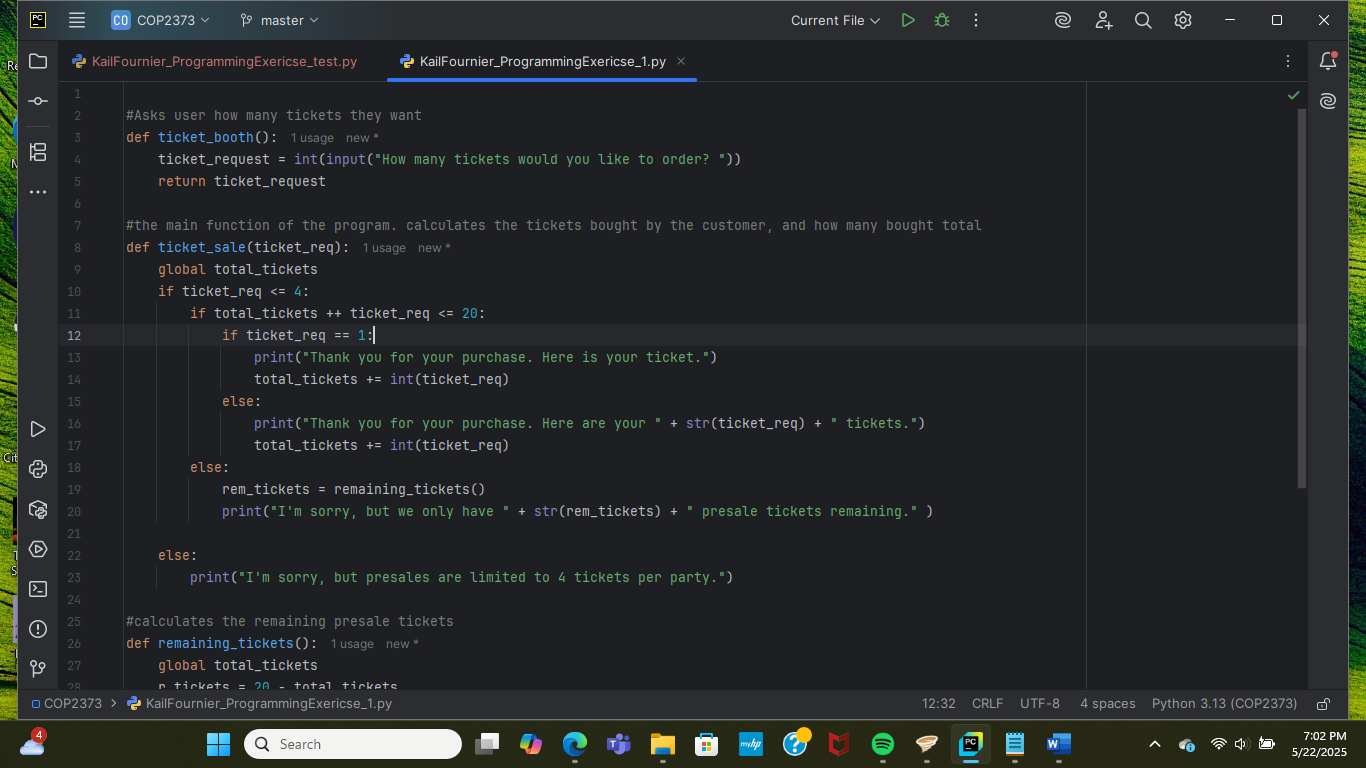 PC
CO COP2373
master
Current File
KailFournier_ProgrammingExericse_test.py
KailFournier_ProgrammingExericse_1.py
1
2 #Asks user how many tickets they want
3 def ticket_booth(): 1 usage new *
4 ticket_request = int(input("How many tickets would you like to order? "))
5 return ticket_request
6
7 #the main function of the program. calculates the tickets bought by the customer, and how many bought total
8 def ticket_sale(ticket_req): 1 usage new *
9 global total_tickets
10 if ticket_req <= 4:
11 if total_tickets ++ ticket_req <= 20:
12 if ticket_req == 1:
13 print("Thank you for your purchase. Here is your ticket.")
14 total_tickets += int(ticket_req)
15 else:
16 print("Thank you for your purchase. Here are your " + str(ticket_req) + " tickets.")
17 total_tickets += int(ticket_req)
18 else:
19 rem_tickets = remaining_tickets()
20 print("I'm sorry, but we only have " + str(rem_tickets) + " presale tickets remaining." )
21
22 else:
23 print("I'm sorry, but presales are limited to 4 tickets per party.")
24
25 #calculates the remaining presale tickets
26 def remaining_tickets(): 1 usage new *
27 global total_tickets
28 r_tickets = 20 - total_tickets
COP2373 > KailFournier_ProgrammingExericse_1.py
12:32 CRLF UTF-8 4 spaces Python 3.13 (COP2373)
4
Search
myhp
PC
7:02 PM
5/22/2025